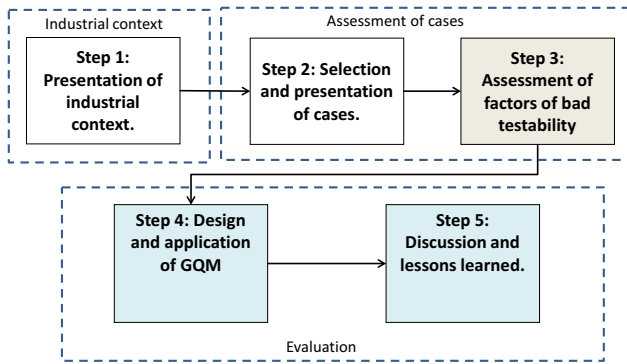 Industrial context
Assessment of cases
Step 1:
Presentation of
industrial
context.
Step 2: Selection
and presentation
of cases.
Step 3:
Assessment of
factors of bad
testability
Step 4: Design
and application
of GQM
Step 5:
Discussion and
lessons learned.
Evaluation